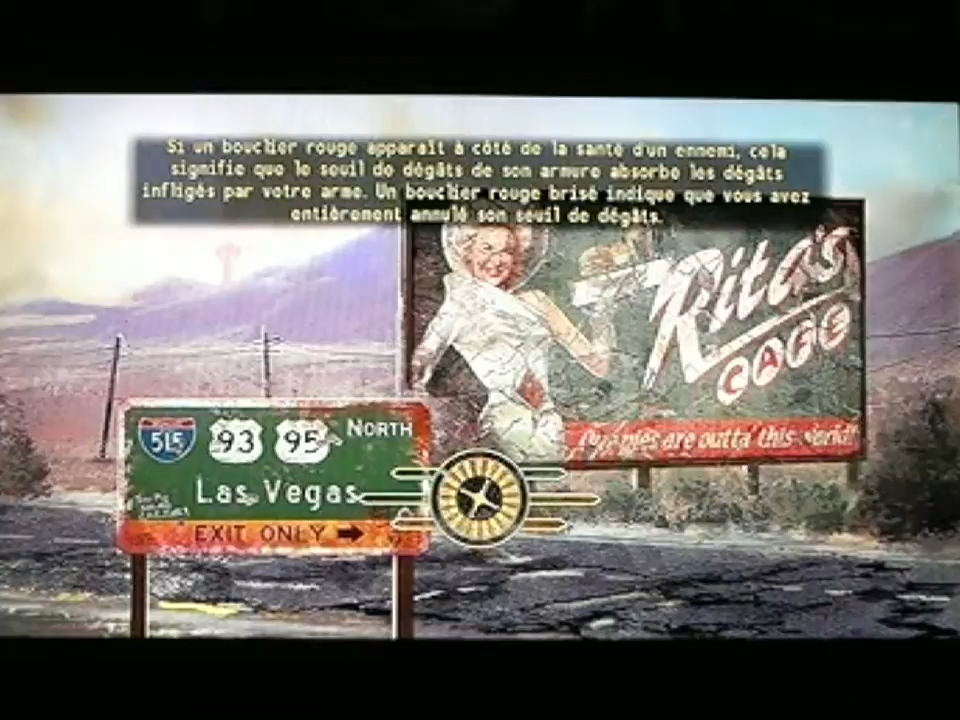 Si un bouclier rouge apparaît à côté de la santé d'un ennemi, cela
signifie que le seuil de dégâts de son armure absorbe les dégâts
infligés par votre arme. Un bouclier rouge brisé indique que vous avez
entièrement annulé son seuil de dégâts.
Rita's
CAFE
pies are outta' this world!
515 93 95 NORTH
Las Vegas
EXIT ONLY